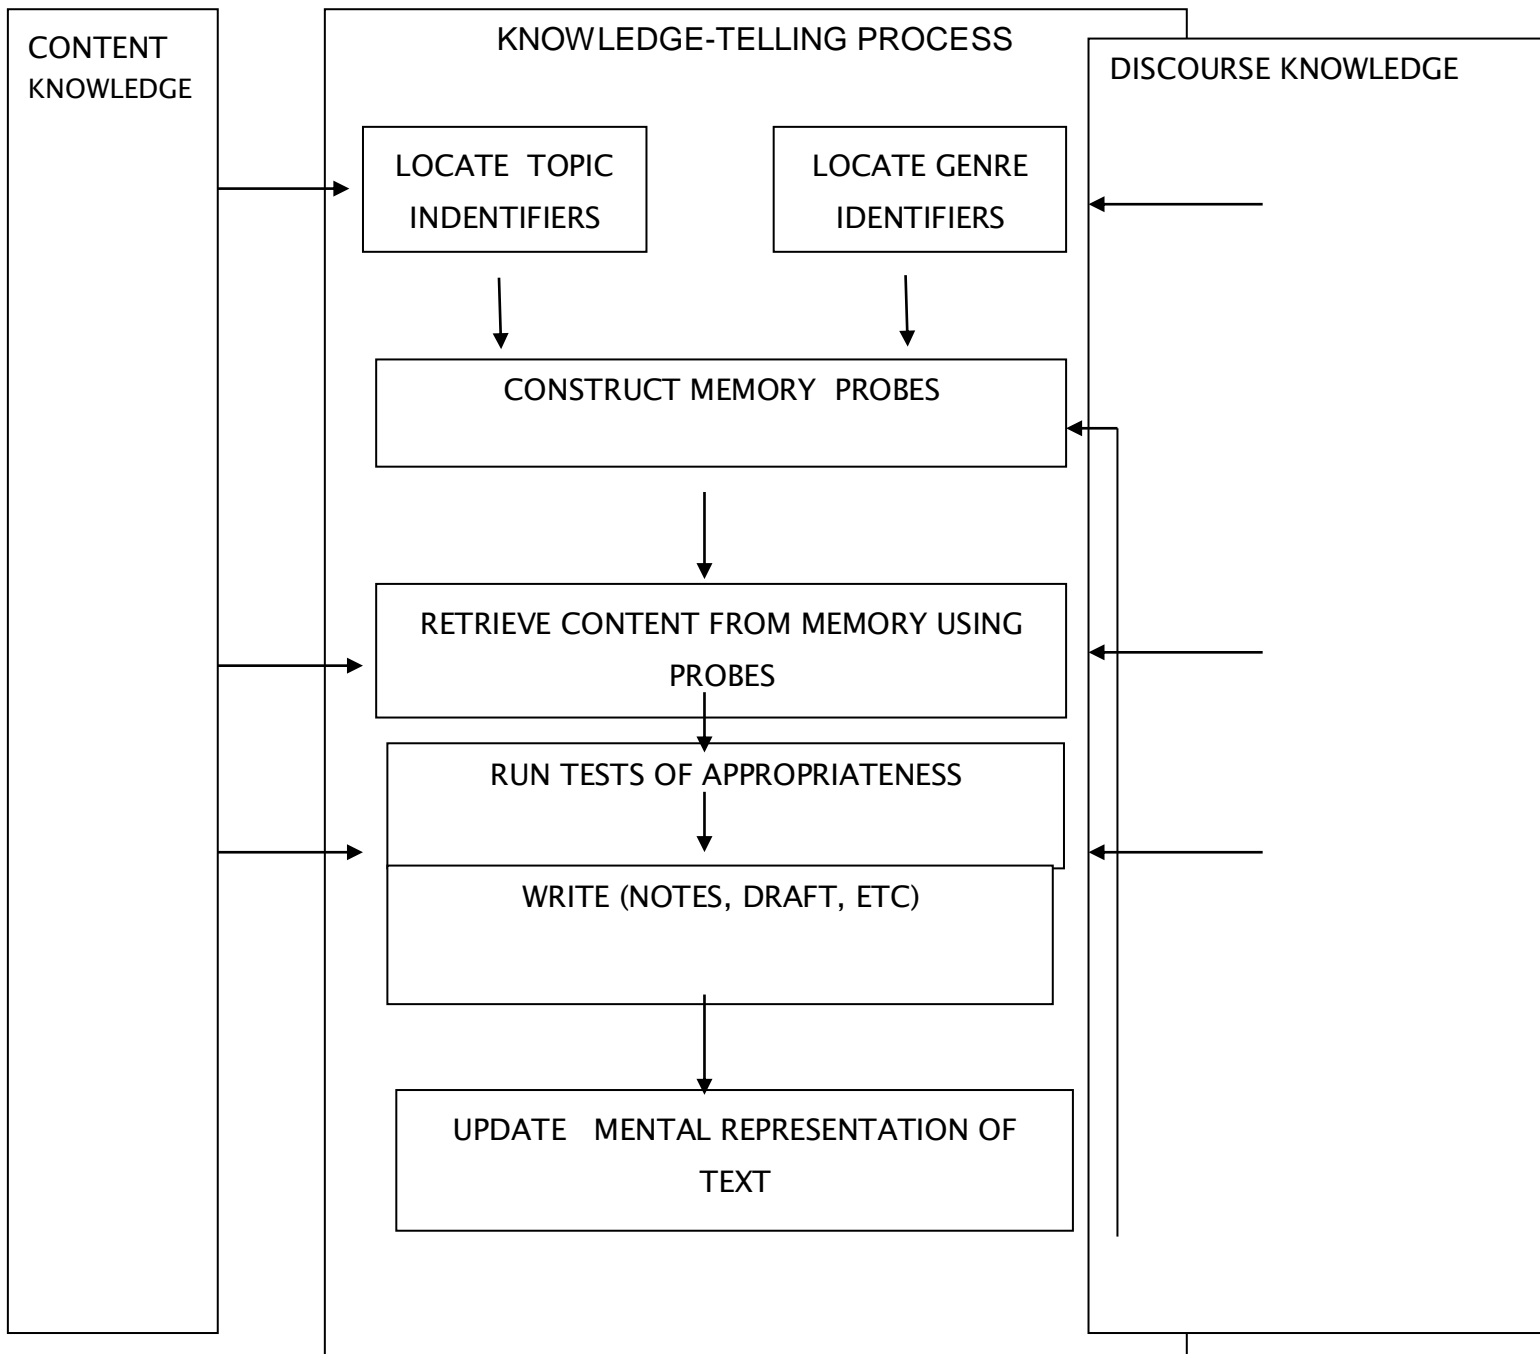 CONTENT
KNOWLEDGE
KNOWLEDGE-TELLING PROCESS
DISCOURSE KNOWLEDGE
LOCATE TOPIC
INDENTIFIERS
LOCATE GENRE
IDENTIFIERS
CONSTRUCT MEMORY PROBES
RETRIEVE CONTENT FROM MEMORY USING
PROBES
RUN TESTS OF APPROPRIATENESS
WRITE (NOTES, DRAFT, ETC)
UPDATE MENTAL REPRESENTATION OF
TEXT